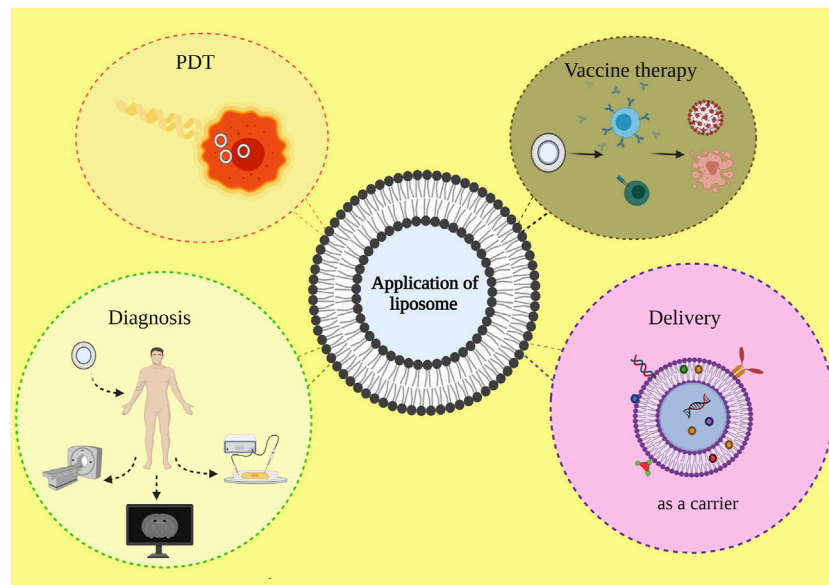 PDT
Vaccine therapy
Application of
liposome
Diagnosis
Delivery
as a carrier